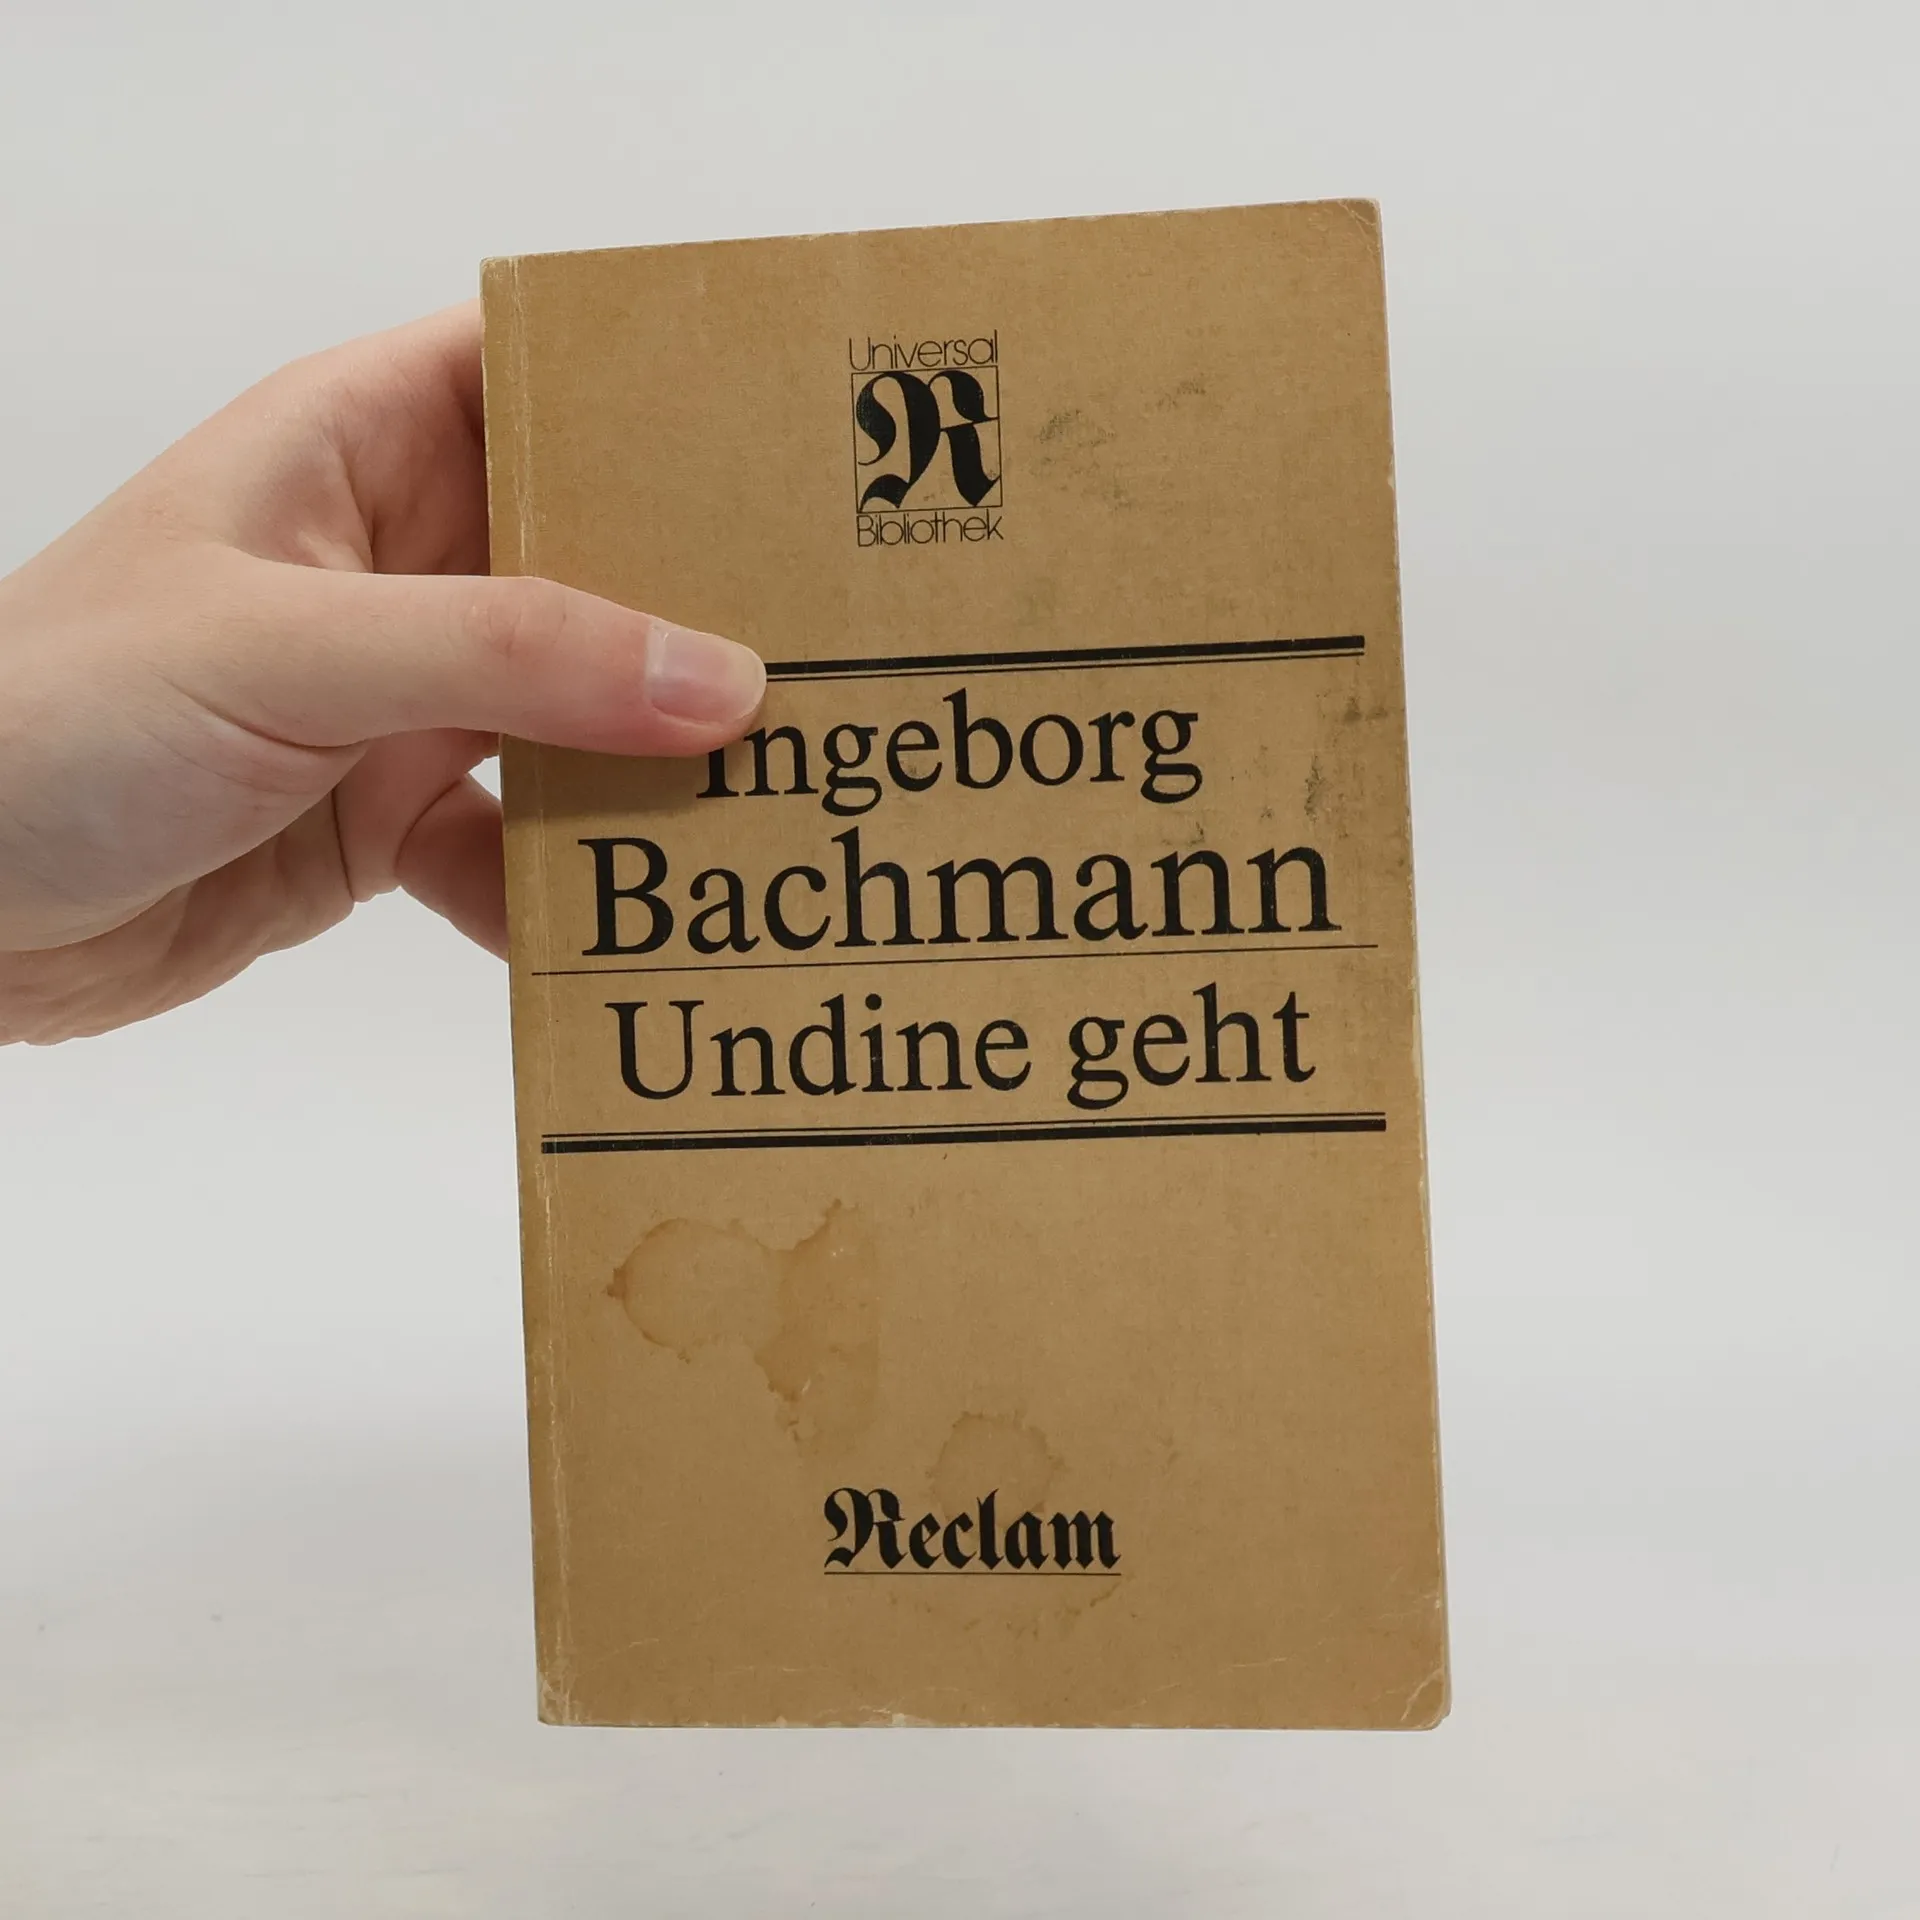 Universal
R
Bibliothek
Ingeborg
Bachmann
Undine geht
Reclam